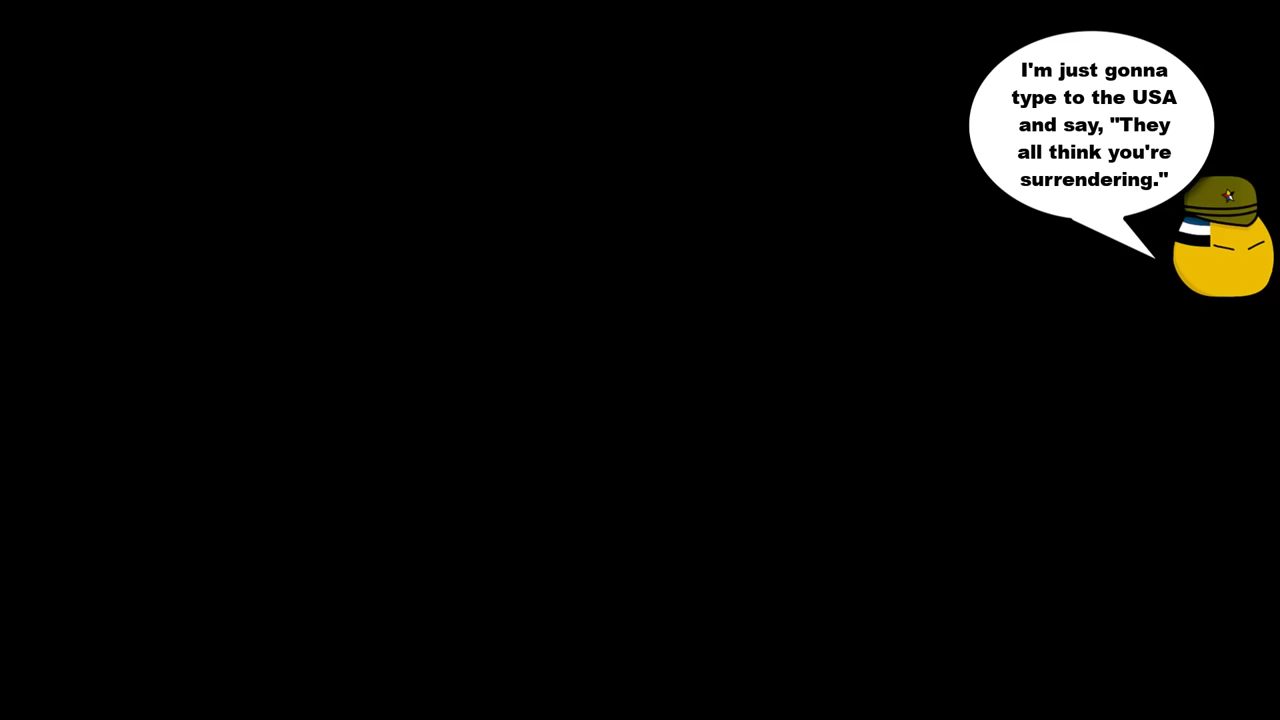 I'm just gonna
type to the USA
and say, "They
all think you're
surrendering."